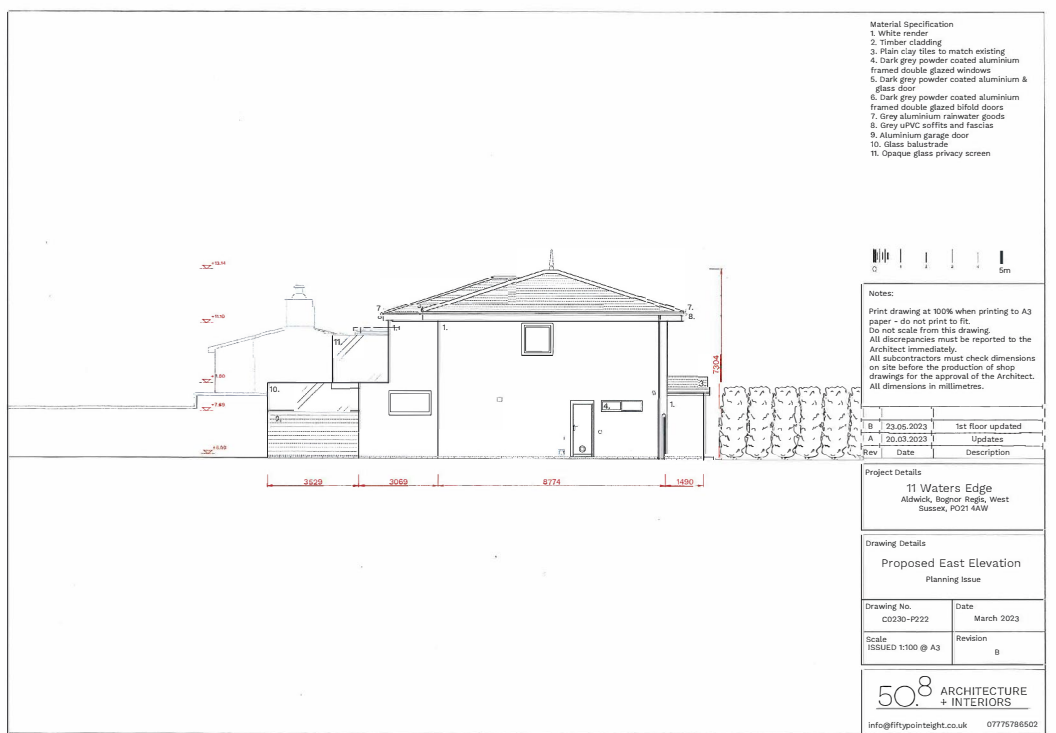 Material Specification
1. White render
2. Timber cladding
3. Plain clay tiles to match existing
4. Dark grey powder coated aluminium
framed double glazed windows
5. Dark grey powder coated aluminium &
glass door
6. Dark grey powder coated aluminium
framed double glazed bifold doors
7. Grey aluminium rainwater goods
8. Grey uPVC soffits and fascias
9. Aluminium garage door
10. Glass balustrade
11. Opaque glass privacy screen
0 5m
Notes:
Print drawing at 100% when printing to A3
paper - do not print to fit.
Do not scale from this drawing.
All discrepancies must be reported to the
Architect immediately.
All subcontractors must check dimensions
on site before the production of shop
drawings for the approval of the Architect.
All dimensions in millimetres.
7. 7.
8.
1. 1.
11.
7304
10.
3.
4.
1.
3529 3069 8774 1490
B 23.05.2023 1st floor updated
A 20.03.2023 Updates
Rev Date Description
Project Details
11 Waters Edge
Aldwick, Bognor Regis, West
Sussex, PO21 4AW
Drawing Details
Proposed East Elevation
Planning Issue
Drawing No. Date
C0230-P222 March 2023
Scale Revision
ISSUED 1:100 @ A3 B
50.8 ARCHITECTURE
+ INTERIORS
info@fiftypointeight.co.uk 07775786502